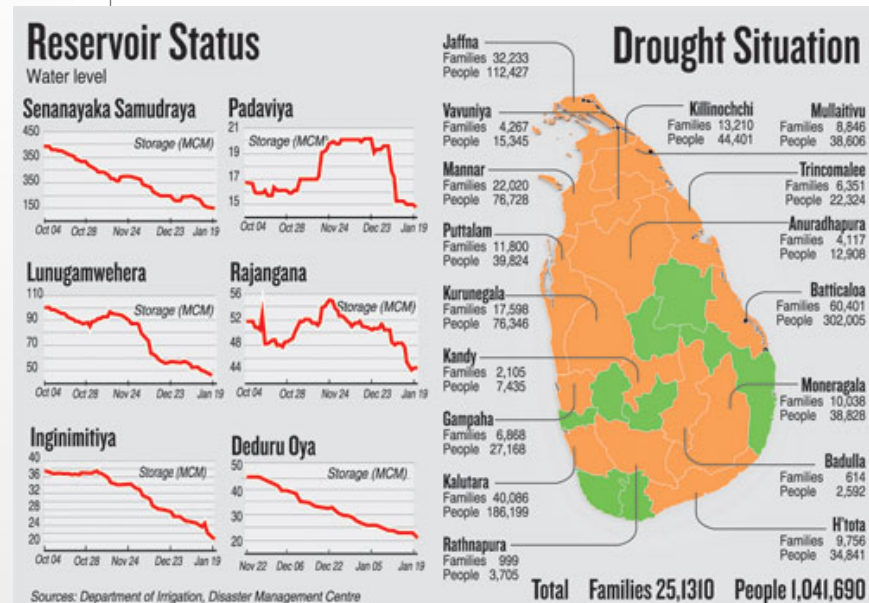 Reservoir Status
Water level
Senanayaka Samudraya
Storage (MCM)
450
350
250
150
Oct 04 Oct 28 Nov 24 Dec 23 Jan 19
Padaviya
Storage (MCM)
21
19
17
15
Oct 04 Oct 28 Nov 24 Dec 23 Jan 19
Lunugamwehera
Storage (MCM)
110
90
70
50
Oct 04 Oct 28 Nov 24 Dec 23 Jan 19
Rajangana
Storage (MCM)
56
52
48
44
Oct 04 Oct 28 Nov 24 Dec 23 Jan 19
Inginimitiya
Storage (MCM)
40
36
32
28
24
20
Oct 04 Oct 28 Nov 24 Dec 23 Jan 19
Deduru Oya
Storage (MCM)
50
40
30
20
Nov 22 Dec 06 Dec 22 Jan 05 Jan 19
Sources: Department of Irrigation, Disaster Management Centre
Drought Situation
Jaffna
Families 32,233
People 112,427
Vavuniya
Families 4,267
People 15,345
Mannar
Families 22,020
People 76,728
Puttalam
Families 11,800
People 39,824
Kurunegala
Families 17,598
People 76,346
Kandy
Families 2,105
People 7,435
Gampaha
Families 6,868
People 27,168
Kalutara
Families 40,086
People 186,199
Rathnapura
Families 999
People 3,705
Killinochchi
Families 13,210
People 44,401
Mullaitivu
Families 8,846
People 38,606
Trincomalee
Families 6,351
People 22,324
Anuradhapura
Families 4,117
People 12,908
Batticaloa
Families 60,401
People 302,005
Moneragala
Families 10,038
People 38,828
Badulla
Families 614
People 2,592
H'tota
Families 9,756
People 34,841
Total Families 25,1310 People 1,041,690